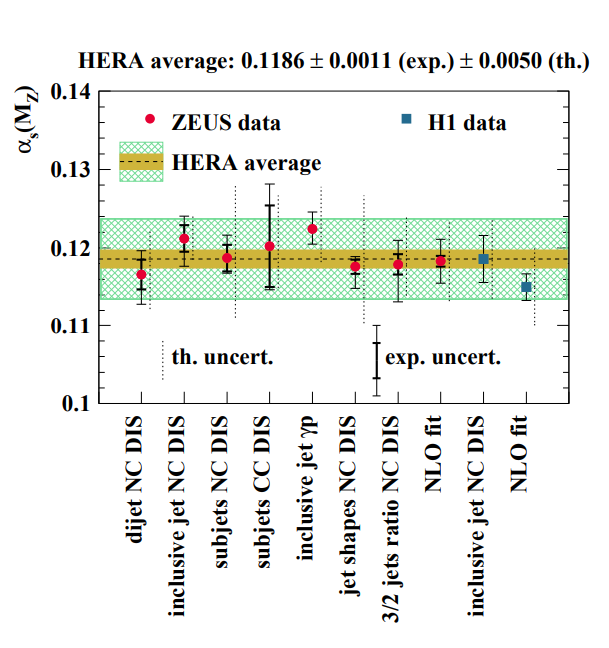 HERA average: 0.1186 ± 0.0011 (exp.) ± 0.0050 (th.)
αs(MZ)
0.14
0.13
0.12
0.11
0.1
ZEUS data
H1 data
HERA average
th. uncert.
exp. uncert.
dijet NC DIS
inclusive jet NC DIS
subjets NC DIS
subjets CC DIS
inclusive jet γp
jet shapes NC DIS
3/2 jets ratio NC DIS
NLO fit
inclusive jet NC DIS
NLO fit